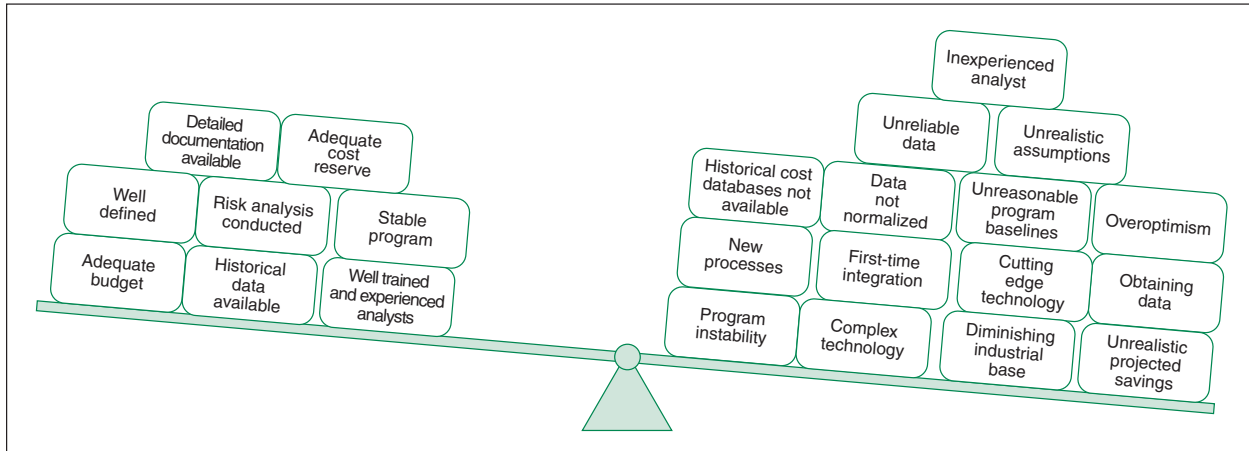 Detailed
documentation
available
Adequate
cost
reserve
Well
defined
Risk analysis
conducted
Stable
program
Adequate
budget
Historical
data
available
Well trained
and experienced
analysts
Inexperienced
analyst
Unreliable
data
Unrealistic
assumptions
Historical cost
databases not
available
Data
not
normalized
Unreasonable
program
baselines
Overoptimism
New
processes
First-time
integration
Cutting
edge
technology
Obtaining
data
Program
instability
Complex
technology
Diminishing
industrial
base
Unrealistic
projected
savings